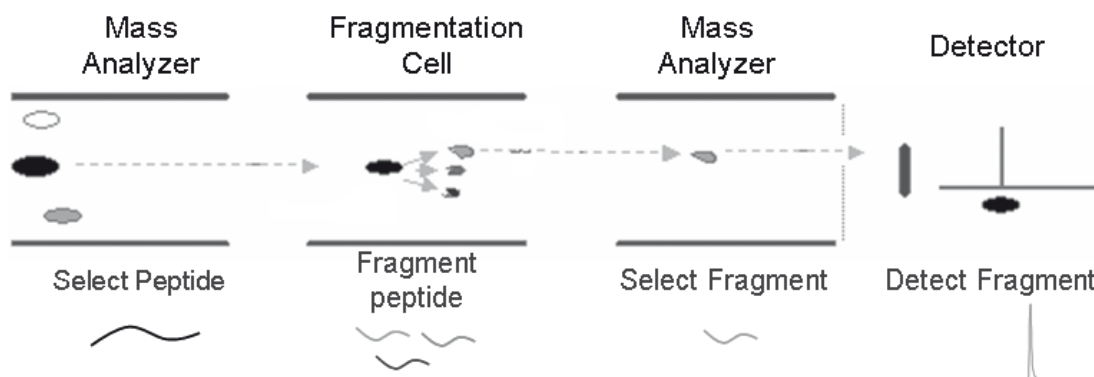 Mass
Analyzer
Fragmentation
Cell
Mass
Analyzer
Detector
Select Peptide
Fragment
peptide
Select Fragment
Detect Fragment